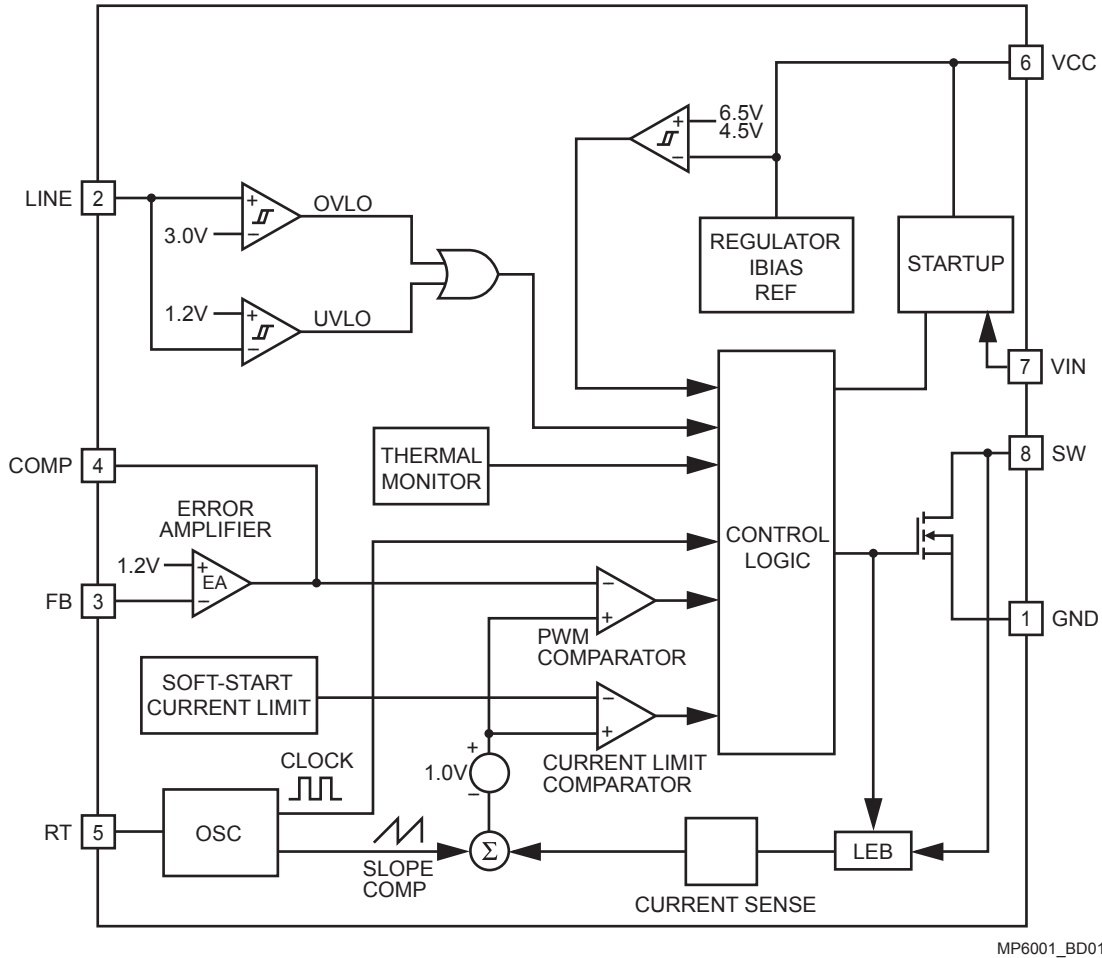 6 VCC
6.5V
4.5V
+
−
LINE 2
+
−
3.0V
OVLO
1.2V
+
−
UVLO
REGULATOR
IBIAS
REF
STARTUP
7 VIN
THERMAL
MONITOR
COMP 4
8 SW
ERROR
AMPLIFIER
1.2V
+
EA
−
FB 3
CONTROL
LOGIC
−
+
PWM
COMPARATOR
1 GND
SOFT-START
CURRENT LIMIT
−
+
CURRENT LIMIT
COMPARATOR
CLOCK
+
1.0V
−
RT 5
OSC
SLOPE
COMP
Σ
LEB
CURRENT SENSE
MP6001_BD01